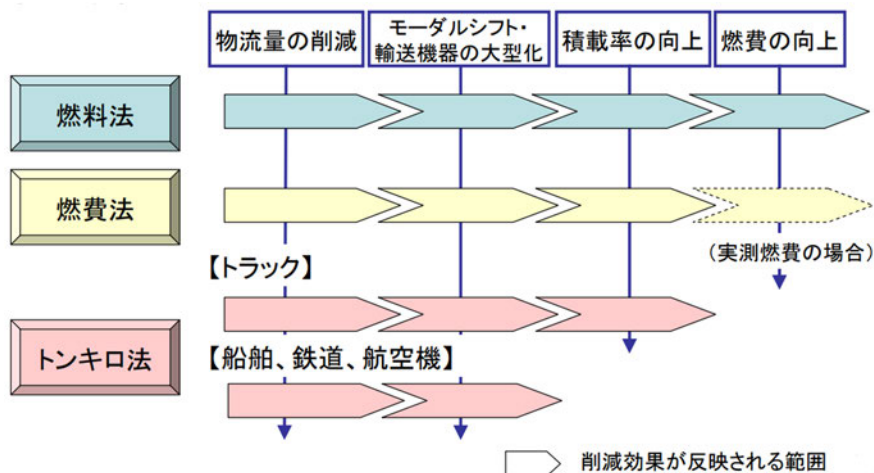 物流量の削減
モーダルシフト・
輸送機器の大型化
積載率の向上
燃費の向上
燃料法
燃費法
(実測燃費の場合)
【トラック】
トンキロ法
【船舶、鉄道、航空機】
削減効果が反映される範囲